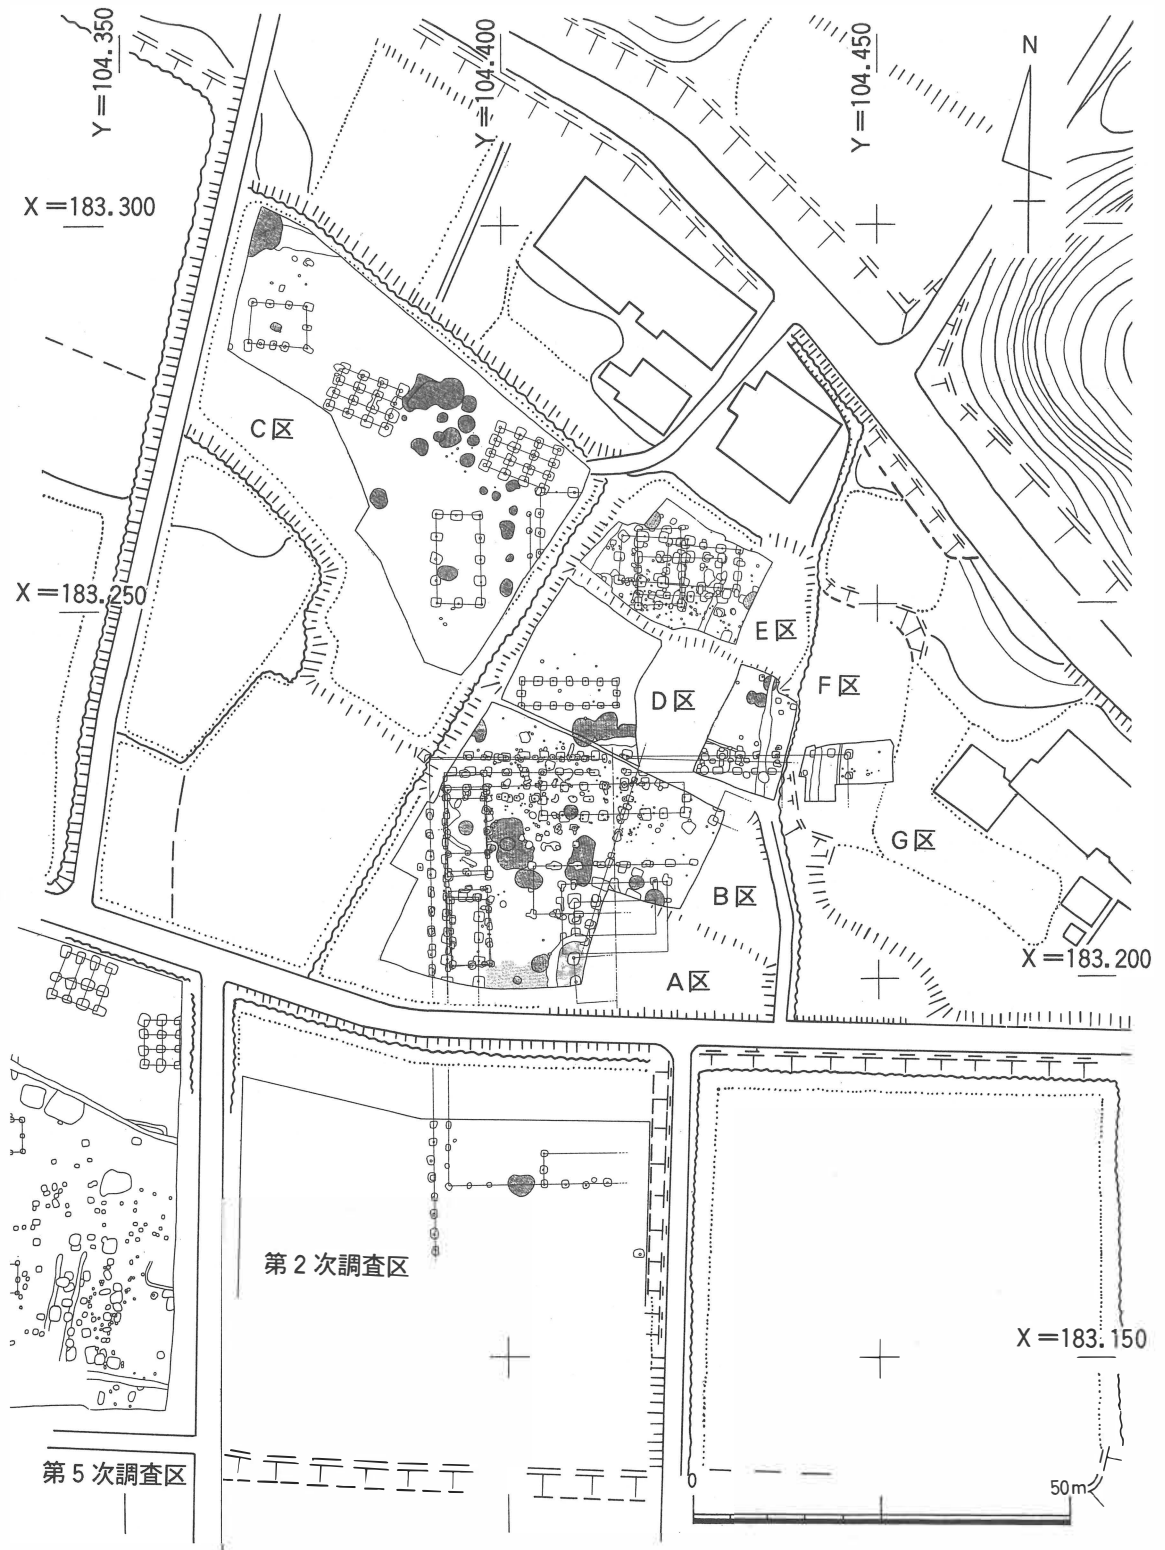 Y=104.350
Y=104.400
Y=104.450
N
X=183.300
C区
X=183.250
E区
D区
F区
G区
B区
A区
X=183.200
第2次調査区
X=183.150
第5次調査区
0
50m